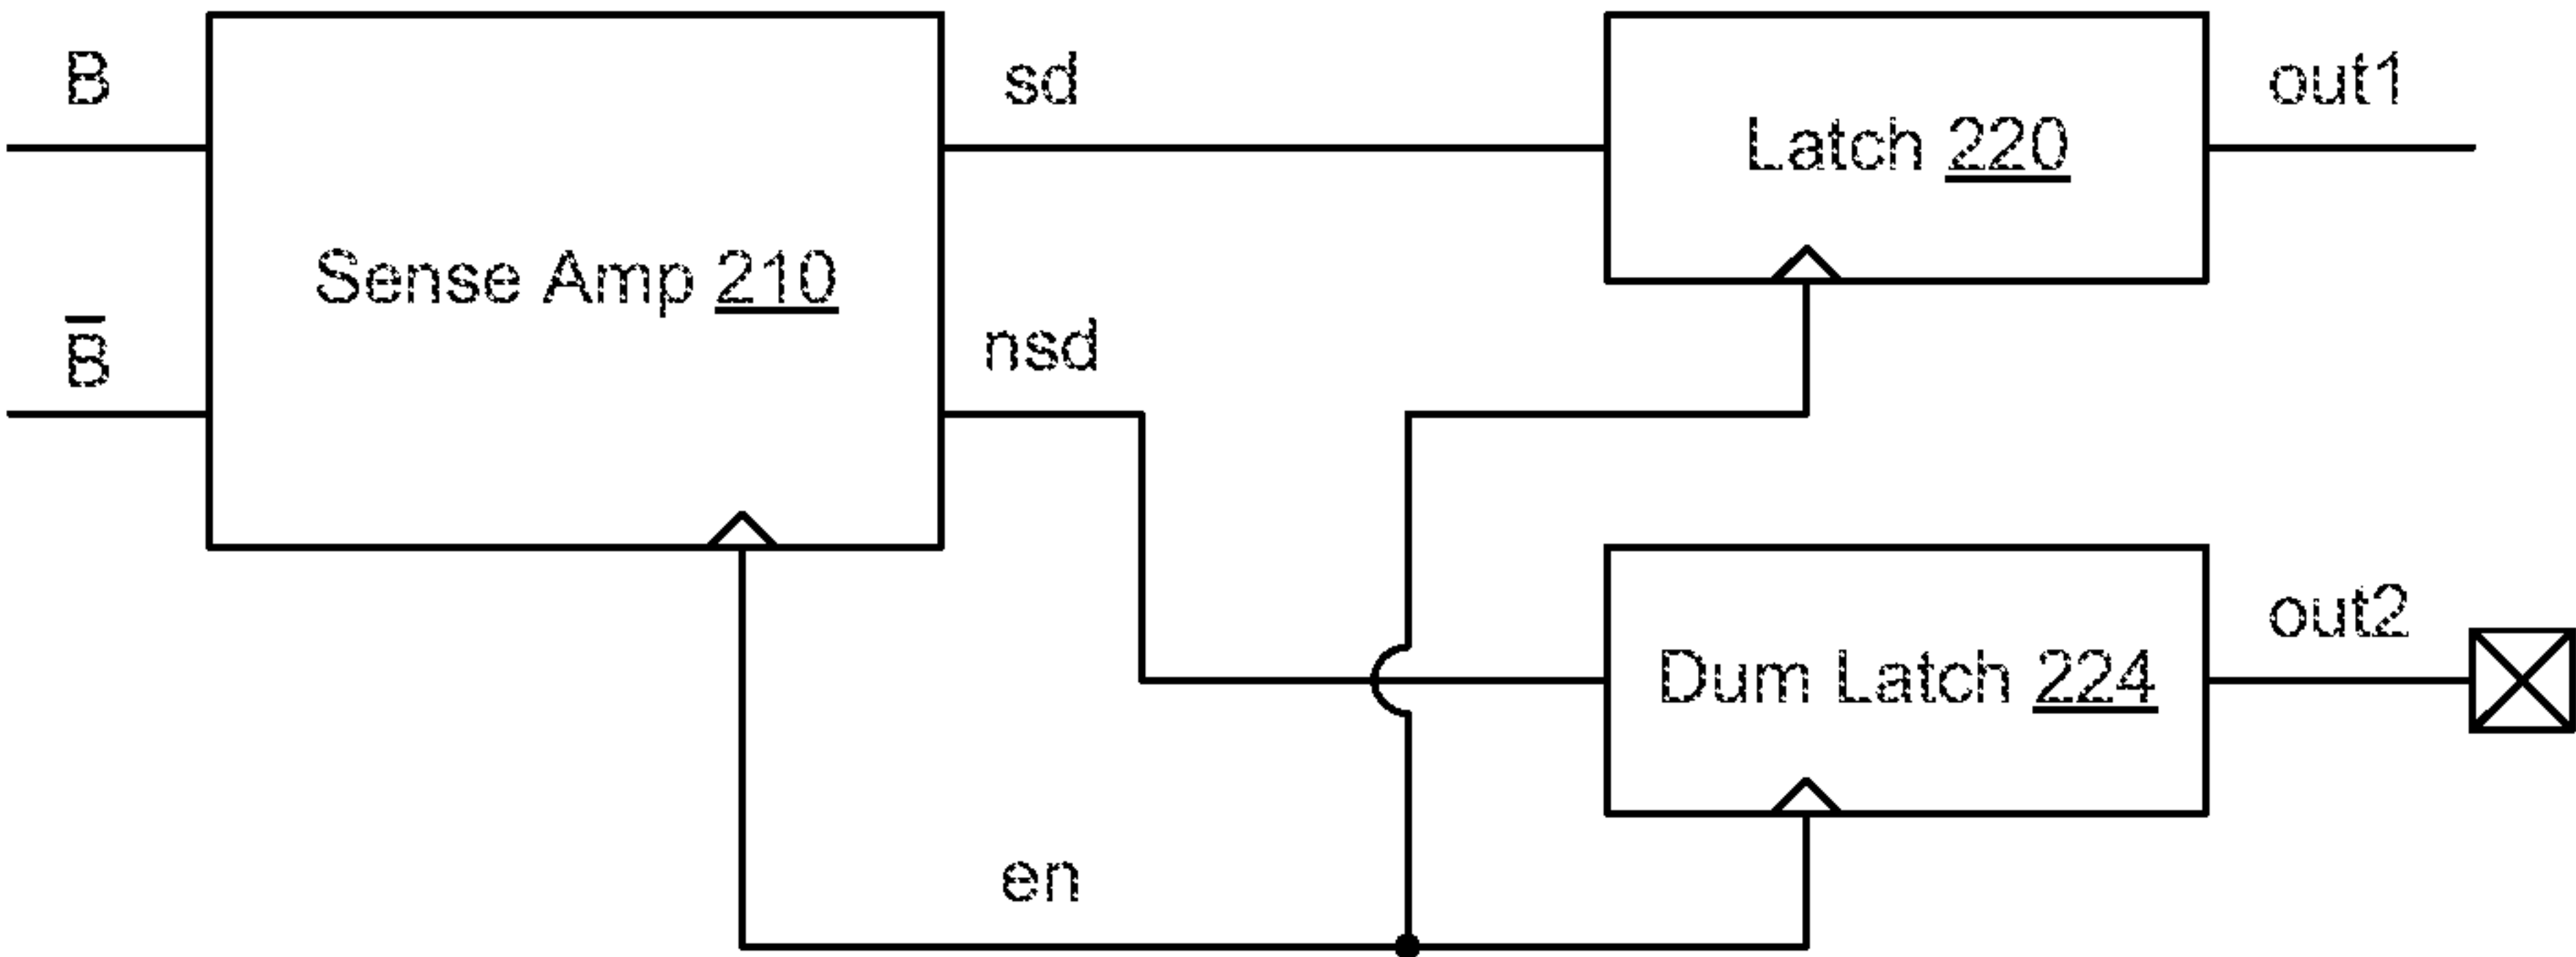 B
sd
out1
Latch 220
Sense Amp 210
B̅
nsd
out2
Dum Latch 224
en